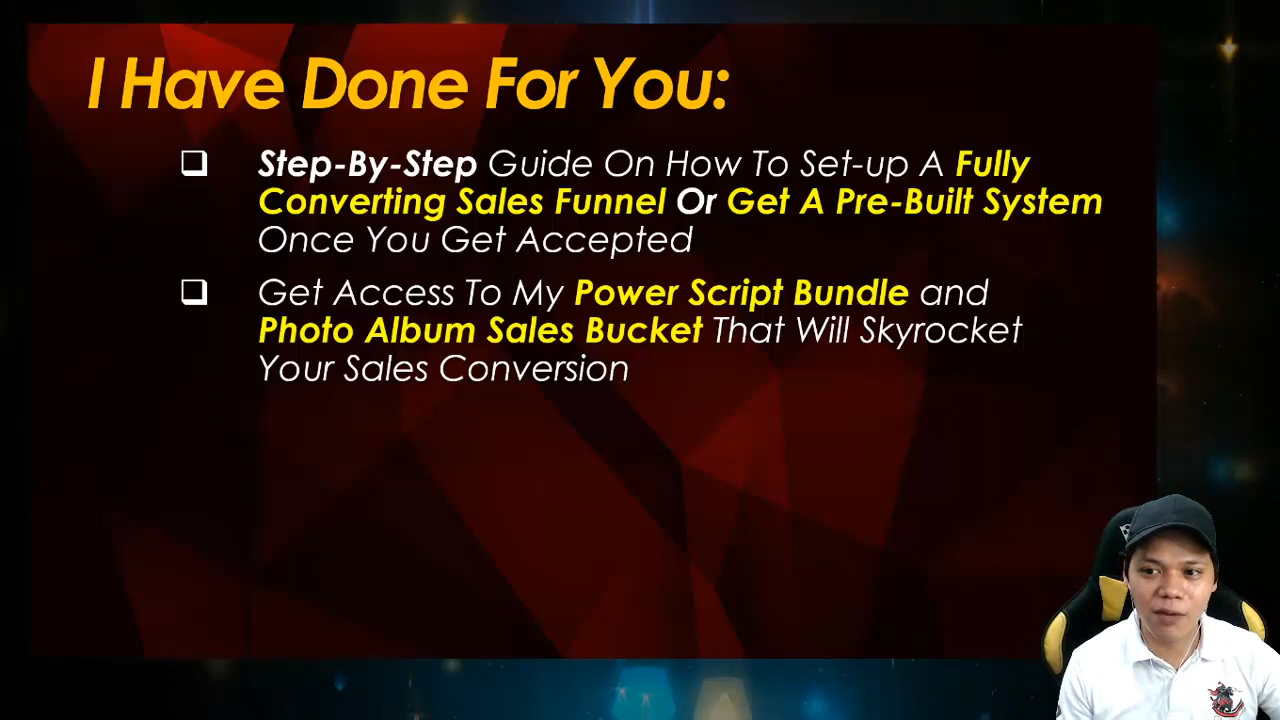 I Have Done For You:
Step-By-Step Guide On How To Set-up A Fully
Converting Sales Funnel Or Get A Pre-Built System
Once You Get Accepted
Get Access To My Power Script Bundle and
Photo Album Sales Bucket That Will Skyrocket
Your Sales Conversion